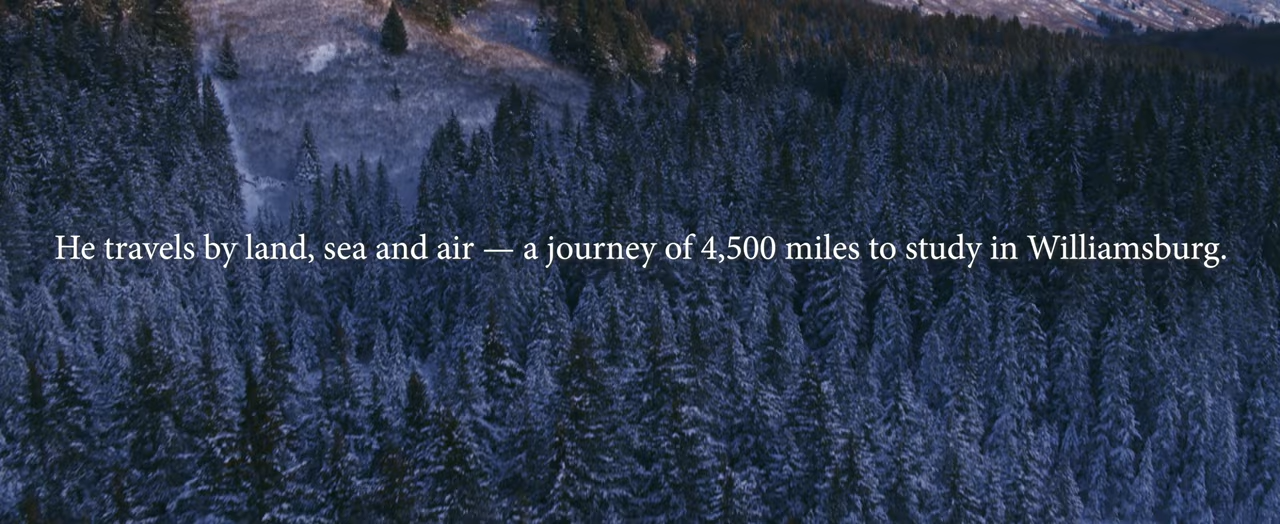 He travels by land, sea and air — a journey of 4,500 miles to study in Williamsburg.